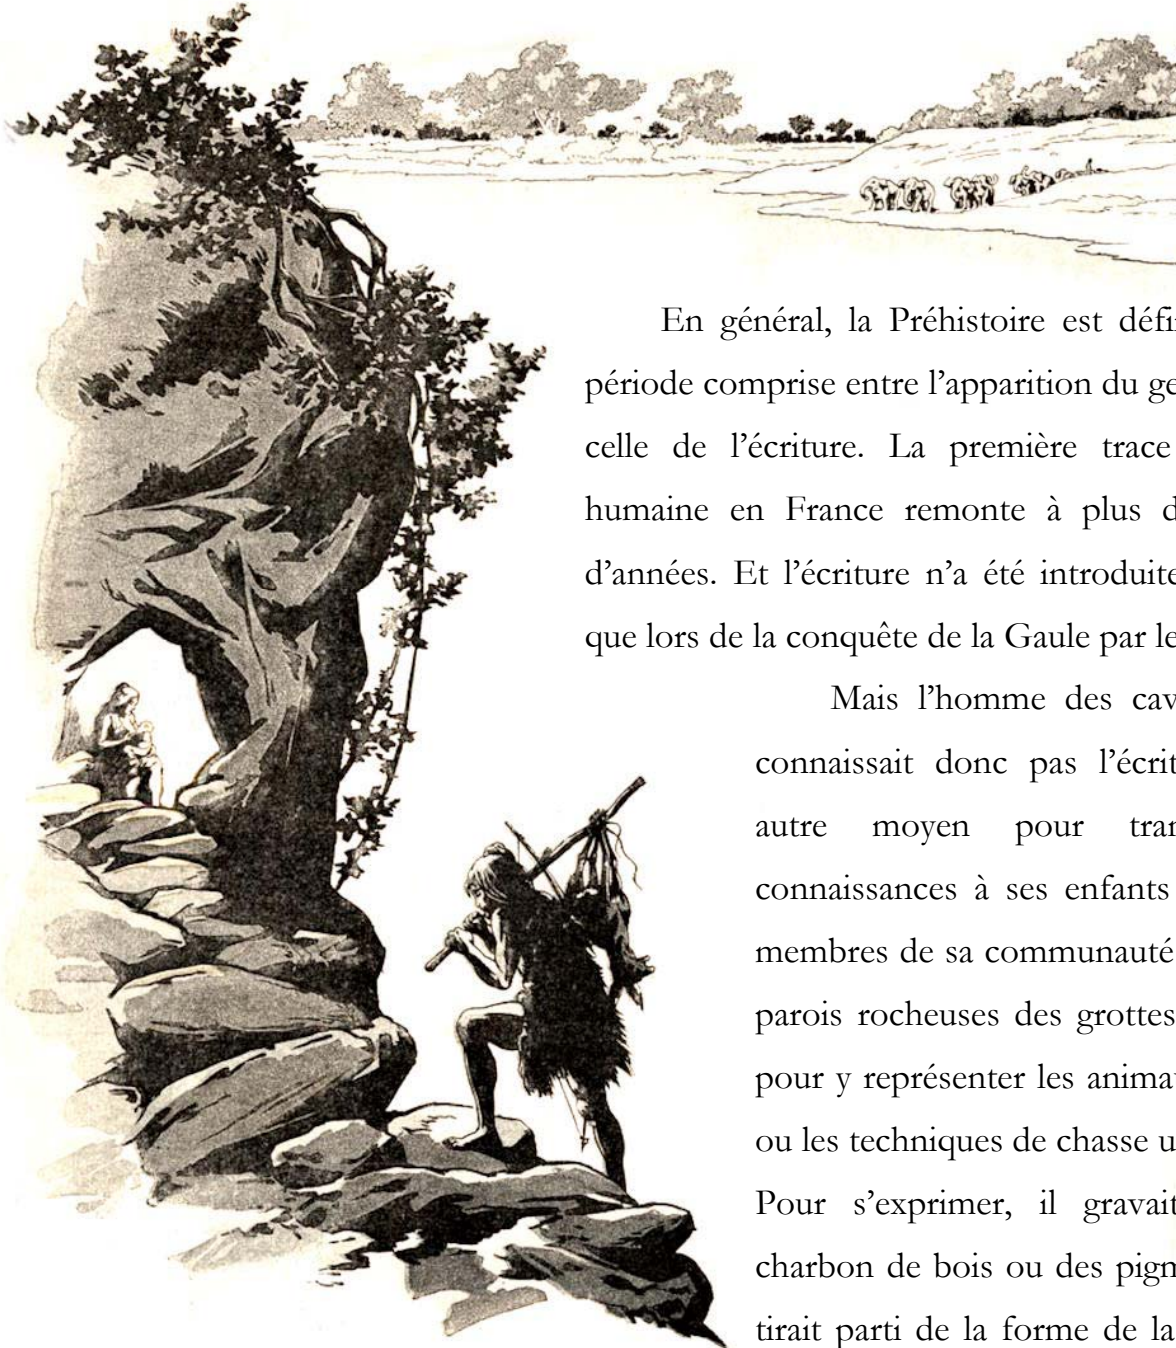 En général, la Préhistoire est défi
période comprise entre l’apparition du ge
celle de l’écriture. La première trace
humaine en France remonte à plus d
d’années. Et l’écriture n’a été introduite
que lors de la conquête de la Gaule par le
Mais l’homme des cav
connaissait donc pas l’écrit
autre moyen pour tran
connaissances à ses enfants
membres de sa communauté
parois rocheuses des grottes
pour y représenter les anima
ou les techniques de chasse u
Pour s’exprimer, il gravait
charbon de bois ou des pigm
tirait parti de la forme de la